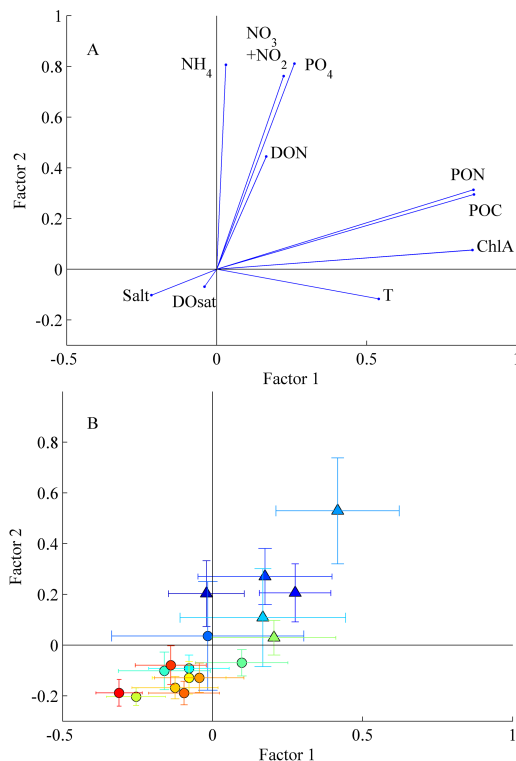 1
A
NO3
+NO2
NH4
PO4
0.8
0.6
DON
0.4
Factor 2
PON
POC
0.2
ChlA
0
Salt
DOsat
T
-0.2
-0.5 0 0.5 1
Factor 1
B
0.8
0.6
0.4
Factor 2
0.2
0
-0.2
-0.5 0 0.5 1
Factor 1